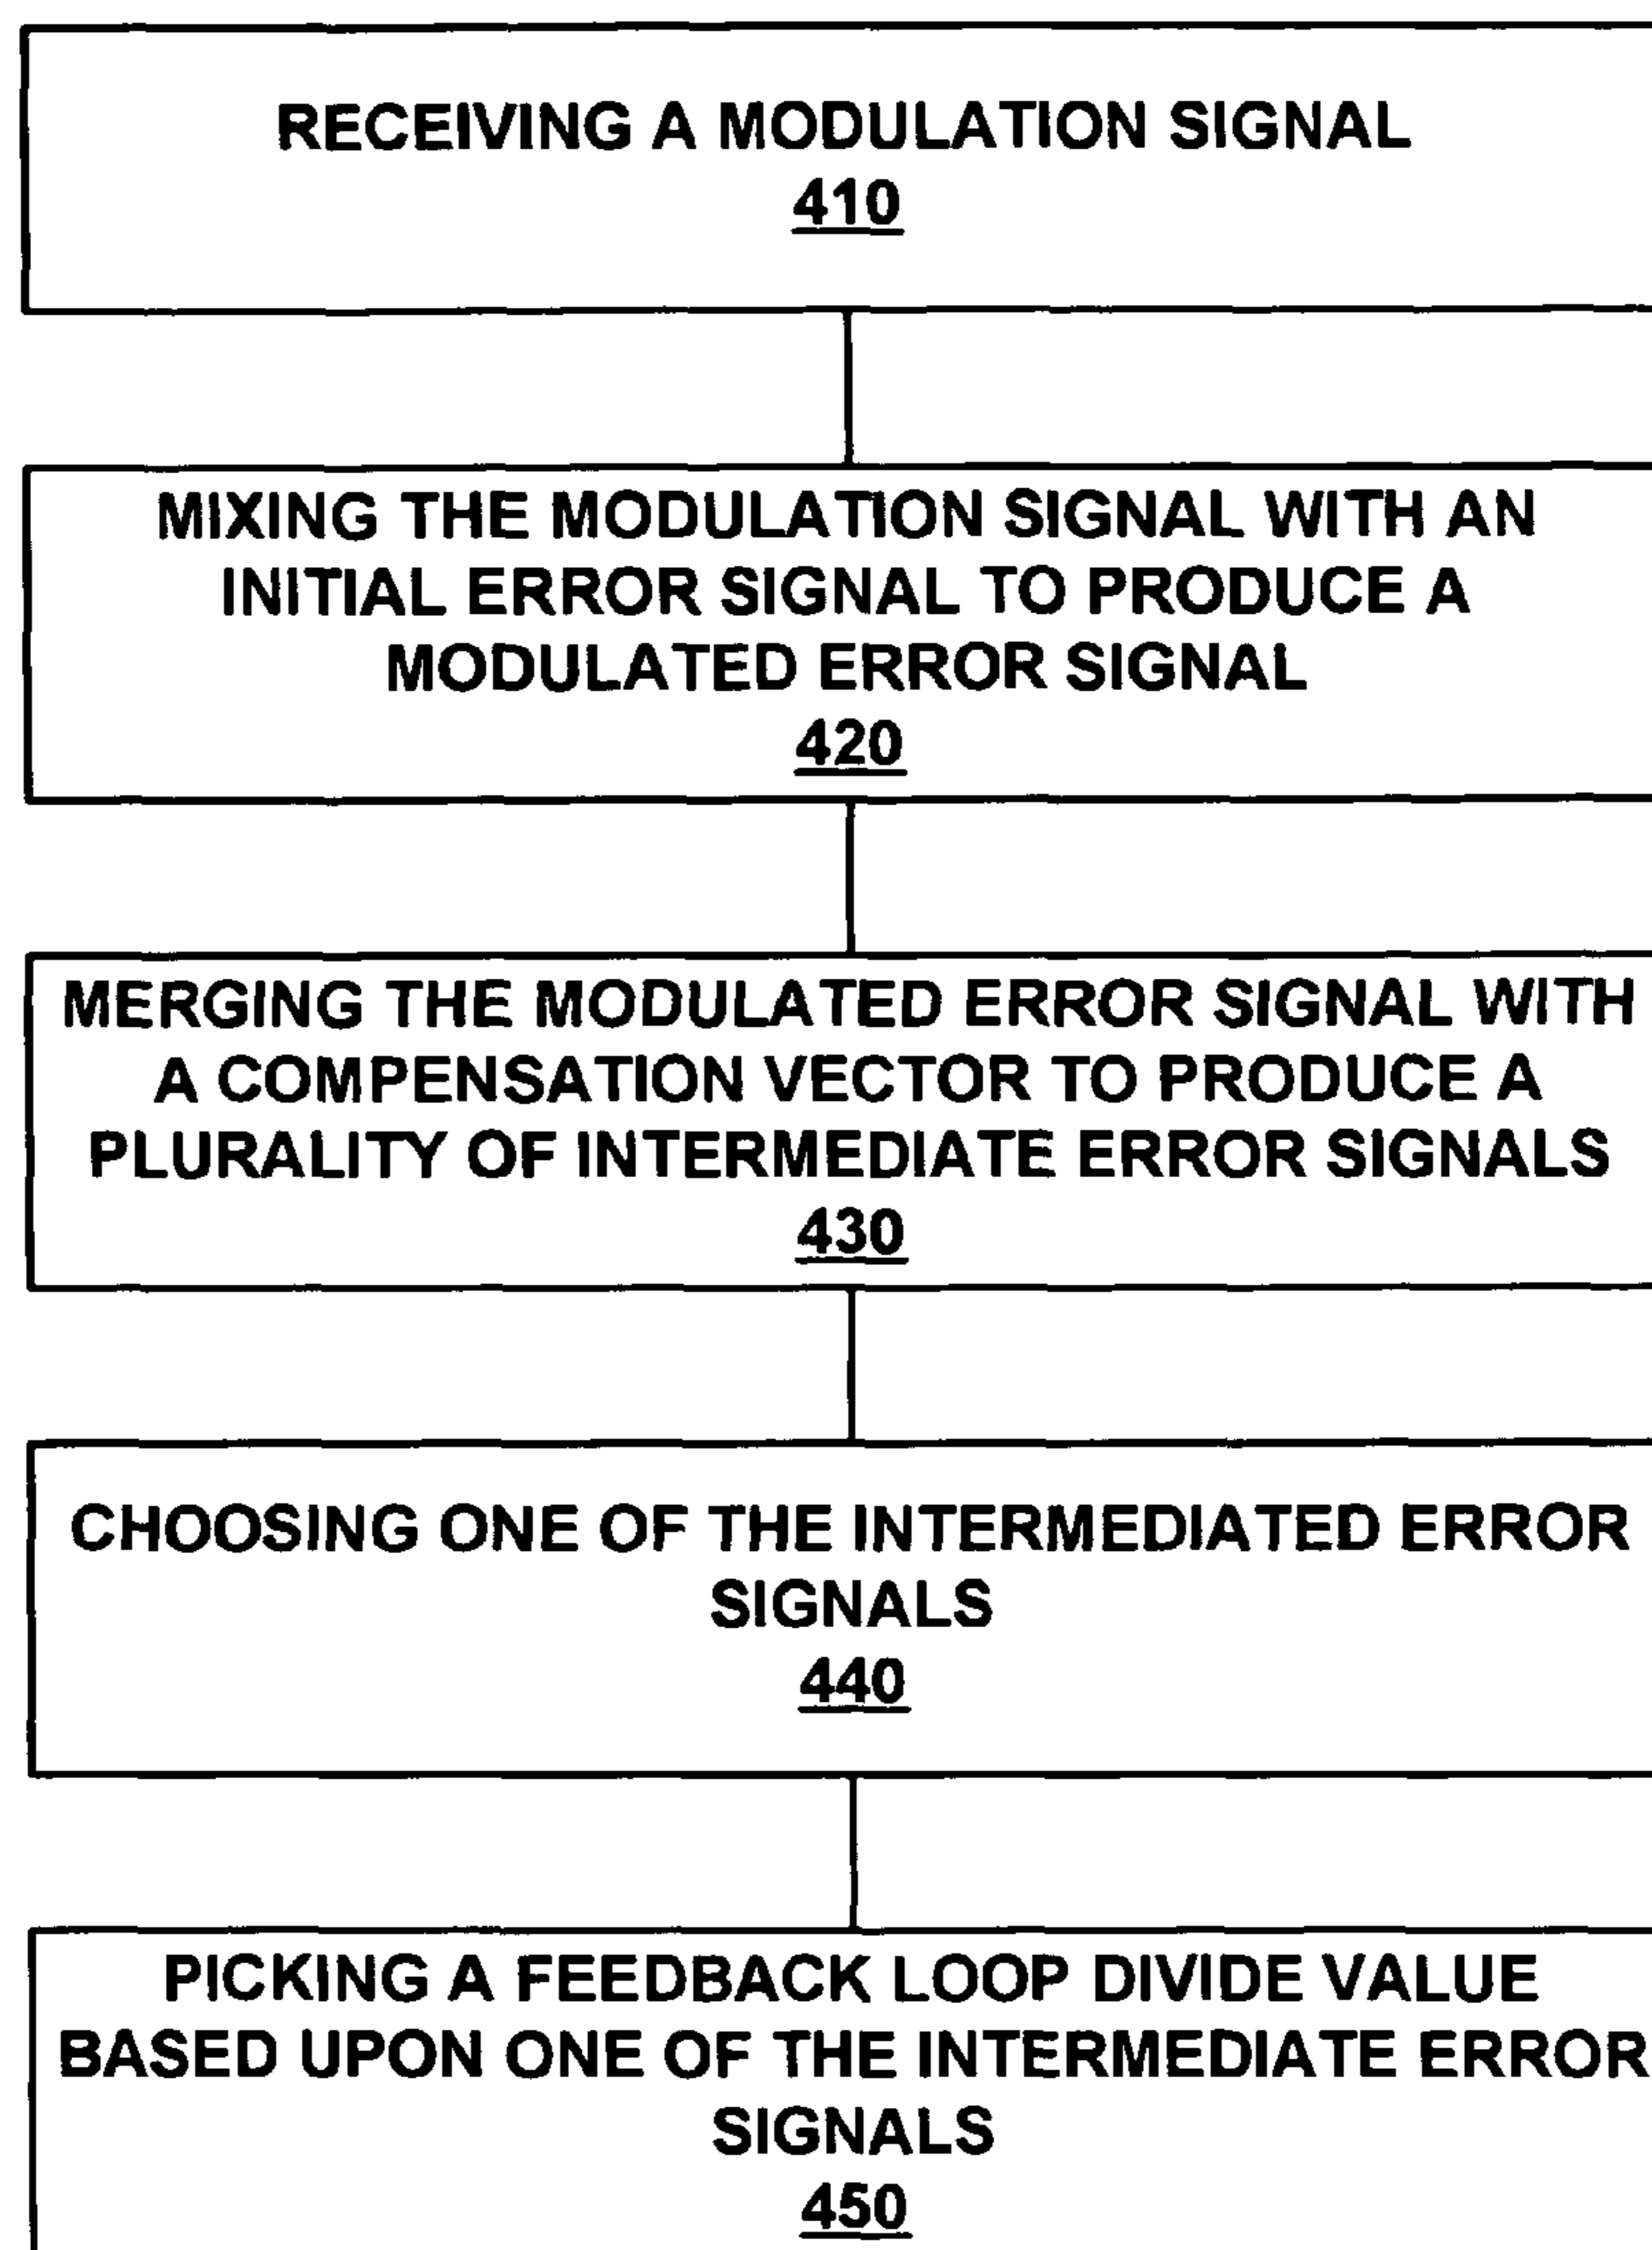 RECEIVING A MODULATION SIGNAL
410
MIXING THE MODULATION SIGNAL WITH AN
INITIAL ERROR SIGNAL TO PRODUCE A
MODULATED ERROR SIGNAL
420
MERGING THE MODULATED ERROR SIGNAL WITH
A COMPENSATION VECTOR TO PRODUCE A
PLURALITY OF INTERMEDIATE ERROR SIGNALS
430
CHOOSING ONE OF THE INTERMEDIATED ERROR
SIGNALS
440
PICKING A FEEDBACK LOOP DIVIDE VALUE
BASED UPON ONE OF THE INTERMEDIATE ERROR
SIGNALS
450